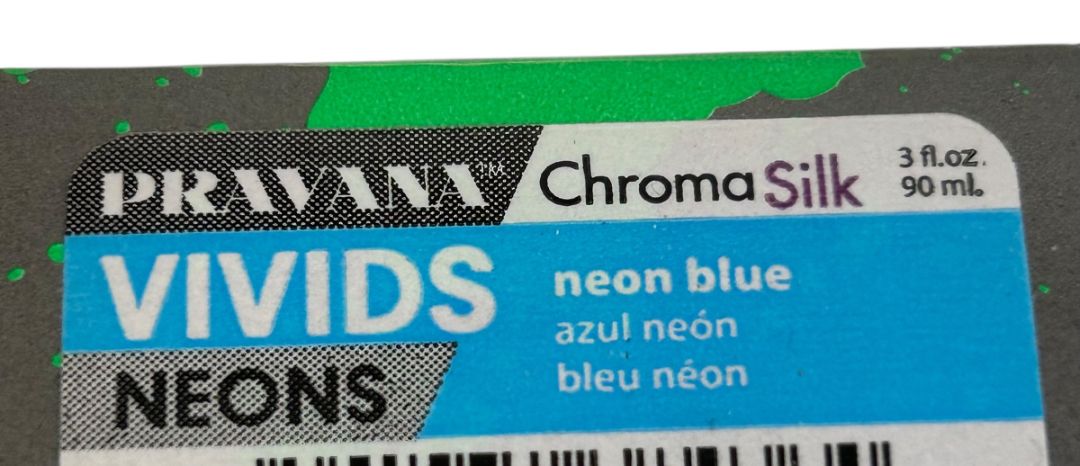 PRAVANA™ ChromaSilk 3 fl.oz.
90 ml.
VIVIDS neon blue
azul neón
bleu néon
NEONS